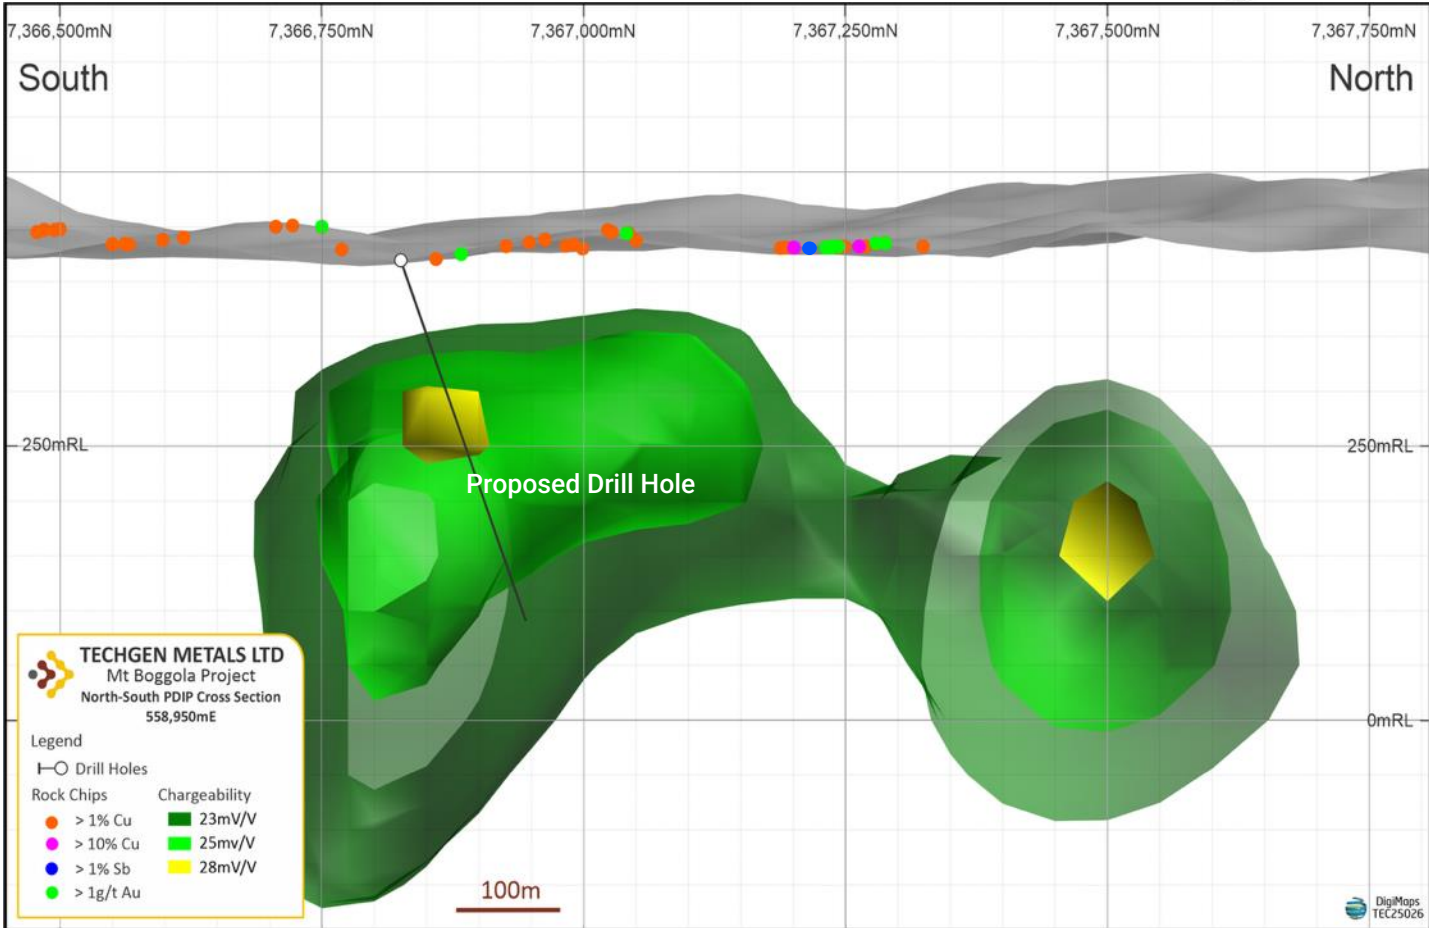 7,366,500mN 7,366,750mN 7,367,000mN 7,367,250mN 7,367,500mN 7,367,750mN
South North
250mRL 250mRL
Proposed Drill Hole
0mRL
TECHGEN METALS LTD
Mt Boggola Project
North-South PDIP Cross Section
558,950mE
Legend
Drill Holes
Rock Chips Chargeability
> 1% Cu 23mV/V
> 10% Cu 25mv/V
> 1% Sb 28mV/V
> 1g/t Au
100m
DigiMaps
TEC25026